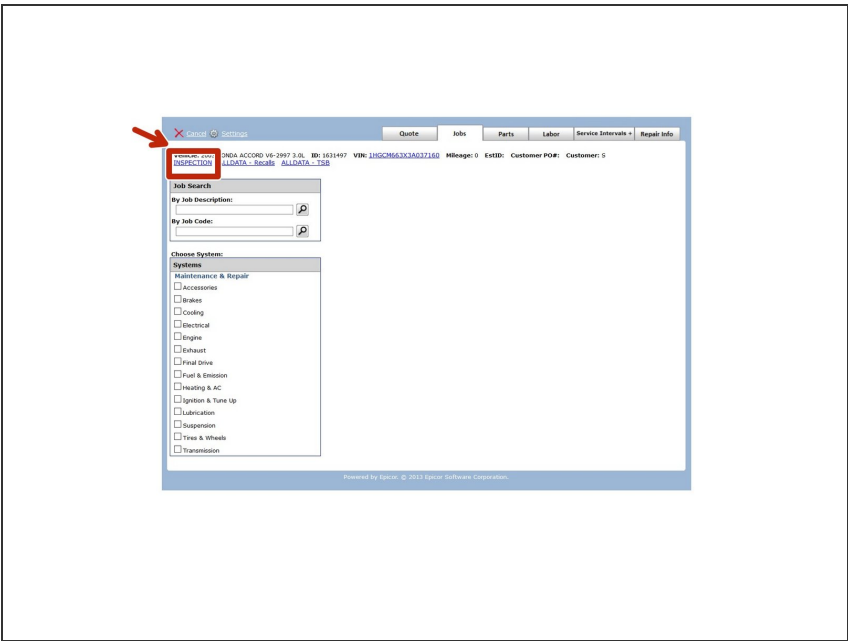 Cancel Settings
Quote Jobs Parts Labor Service Intervals + Repair Info
ONDA ACCORD V6-2997 3.0L ID: 1631497 VIN: 1HGCM663X3A037160 Mileage: 0 EstID: Customer PO#: Customer: S
INSPECTION ALLDATA - Recalls ALLDATA - TSB
Job Search
By Job Description:
By Job Code:
Choose System:
Systems
Maintenance & Repair
Accessories
Brakes
Cooling
Electrical
Engine
Exhaust
Final Drive
Fuel & Emission
Heating & AC
Ignition & Tune Up
Lubrication
Suspension
Tires & Wheels
Transmission
Powered by Epicor. © 2013 Epicor Software Corporation.